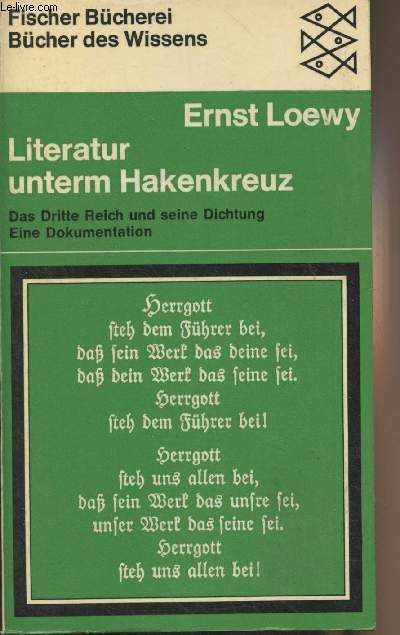 Le-livre.com
Fischer Bücherei
Bücher des Wissens
Ernst Loewy
Literatur
unterm Hakenkreuz
Das Dritte Reich und seine Dichtung
Eine Dokumentation
Herrgott
steh dem Führer bei,
daß sein Werk das deine sei,
daß dein Werk das seine sei.
Herrgott
steh dem Führer bei!
Herrgott
steh uns allen bei,
daß sein Werk das unsre sei,
unser Werk das seine sei.
Herrgott
steh uns allen bei!